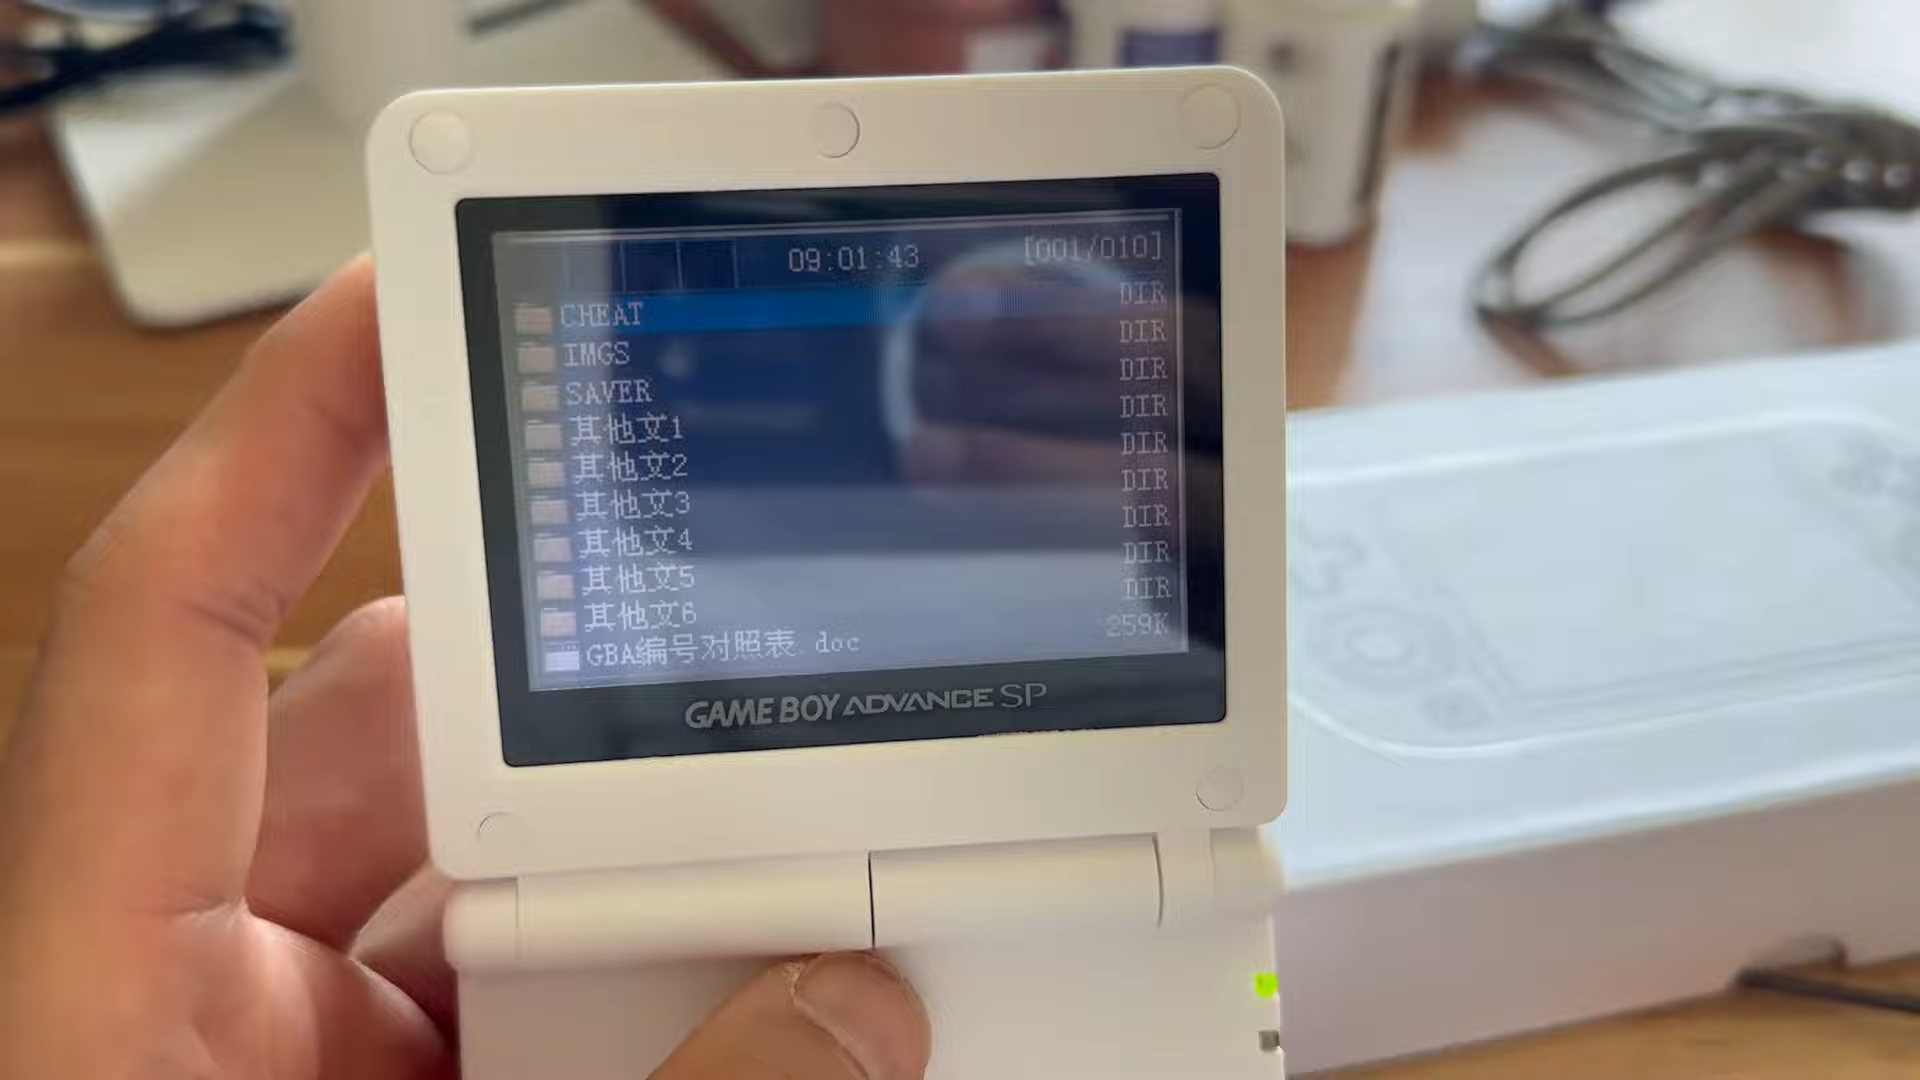 09:01:43 [001/010]
CHEAT DIR
IMGS DIR
SAVER DIR
其他文1 DIR
其他文2 DIR
其他文3 DIR
其他文4 DIR
其他文5 DIR
其他文6 DIR
GBA编号对照表.doc 259K
GAME BOY ADVANCE SP